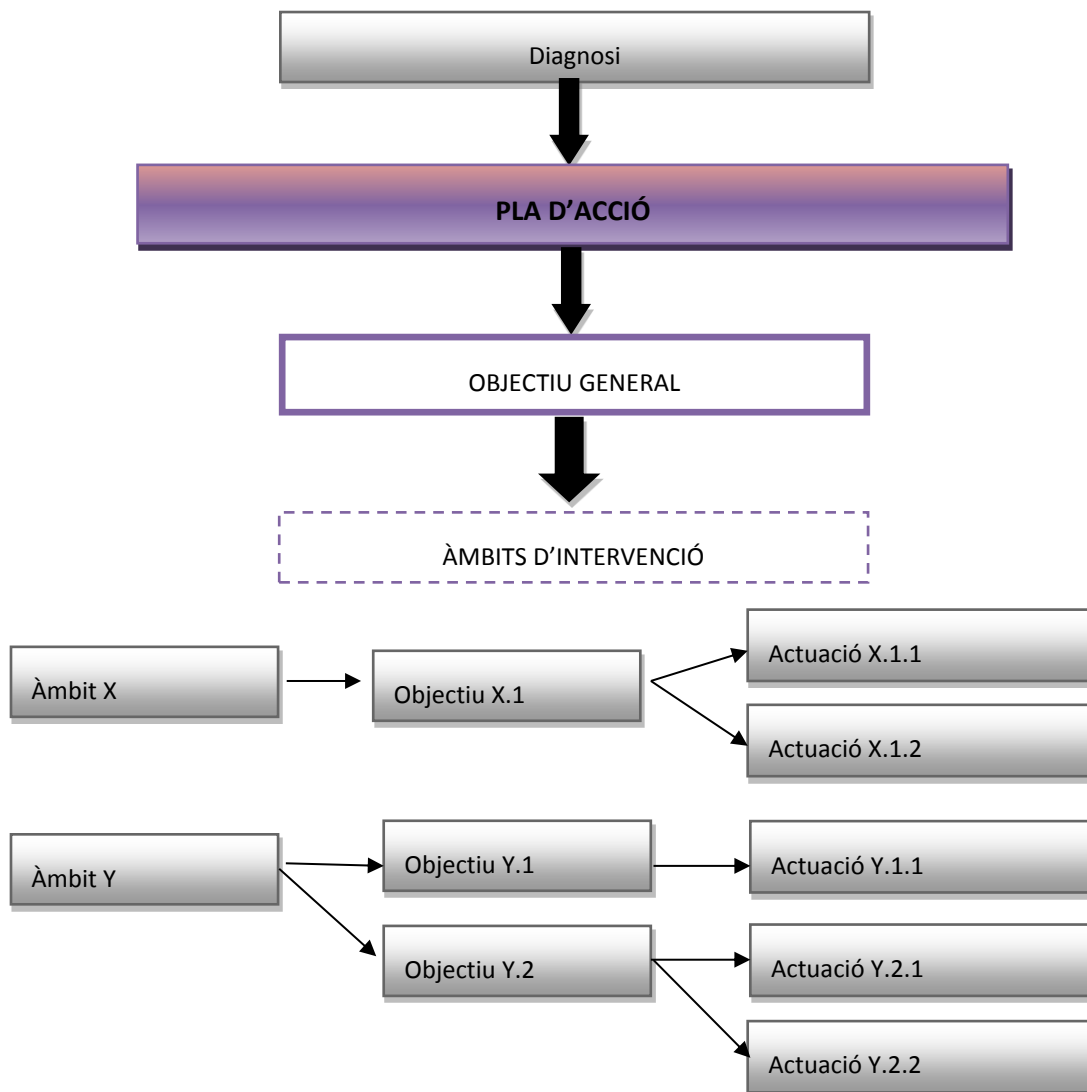 Diagnosi
PLA D’ACCIÓ
OBJECTIU GENERAL
ÀMBITS D’INTERVENCIÓ
Àmbit X
Objectiu X.1
Actuació X.1.1
Actuació X.1.2
Àmbit Y
Objectiu Y.1
Actuació Y.1.1
Objectiu Y.2
Actuació Y.2.1
Actuació Y.2.2